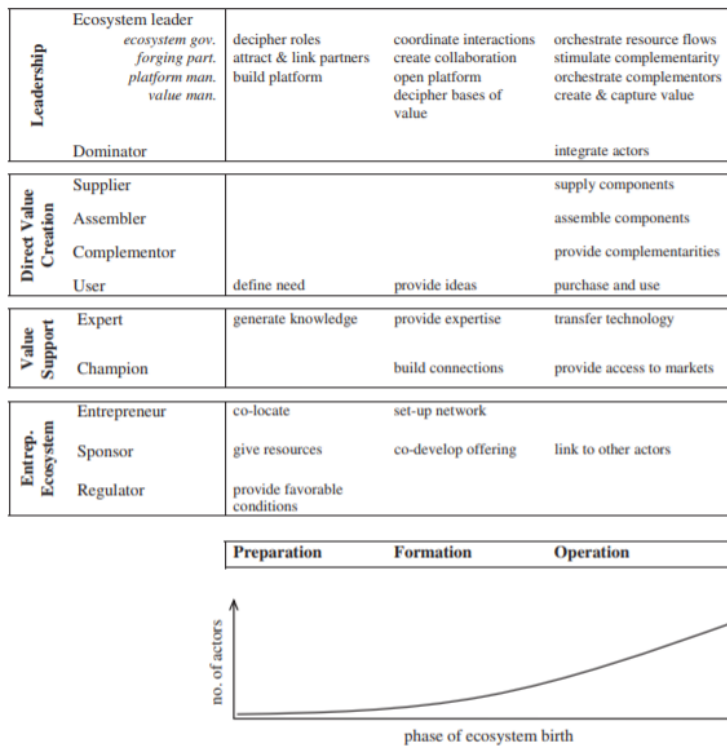 Leadership
Ecosystem leader
ecosystem gov. decipher roles coordinate interactions orchestrate resource flows
forging part. attract & link partners create collaboration stimulate complementarity
platform man. build platform open platform orchestrate complementors
value man. decipher bases of create & capture value
value
Dominator integrate actors
Direct Value
Creation
Supplier supply components
Assembler assemble components
Complementor provide complementarities
User define need provide ideas purchase and use
Value
Support
Expert generate knowledge provide expertise transfer technology
Champion build connections provide access to markets
Entrep.
Ecosystem
Entrepreneur co-locate set-up network
Sponsor give resources co-develop offering link to other actors
Regulator provide favorable
conditions
Preparation Formation Operation
no. of actors
phase of ecosystem birth